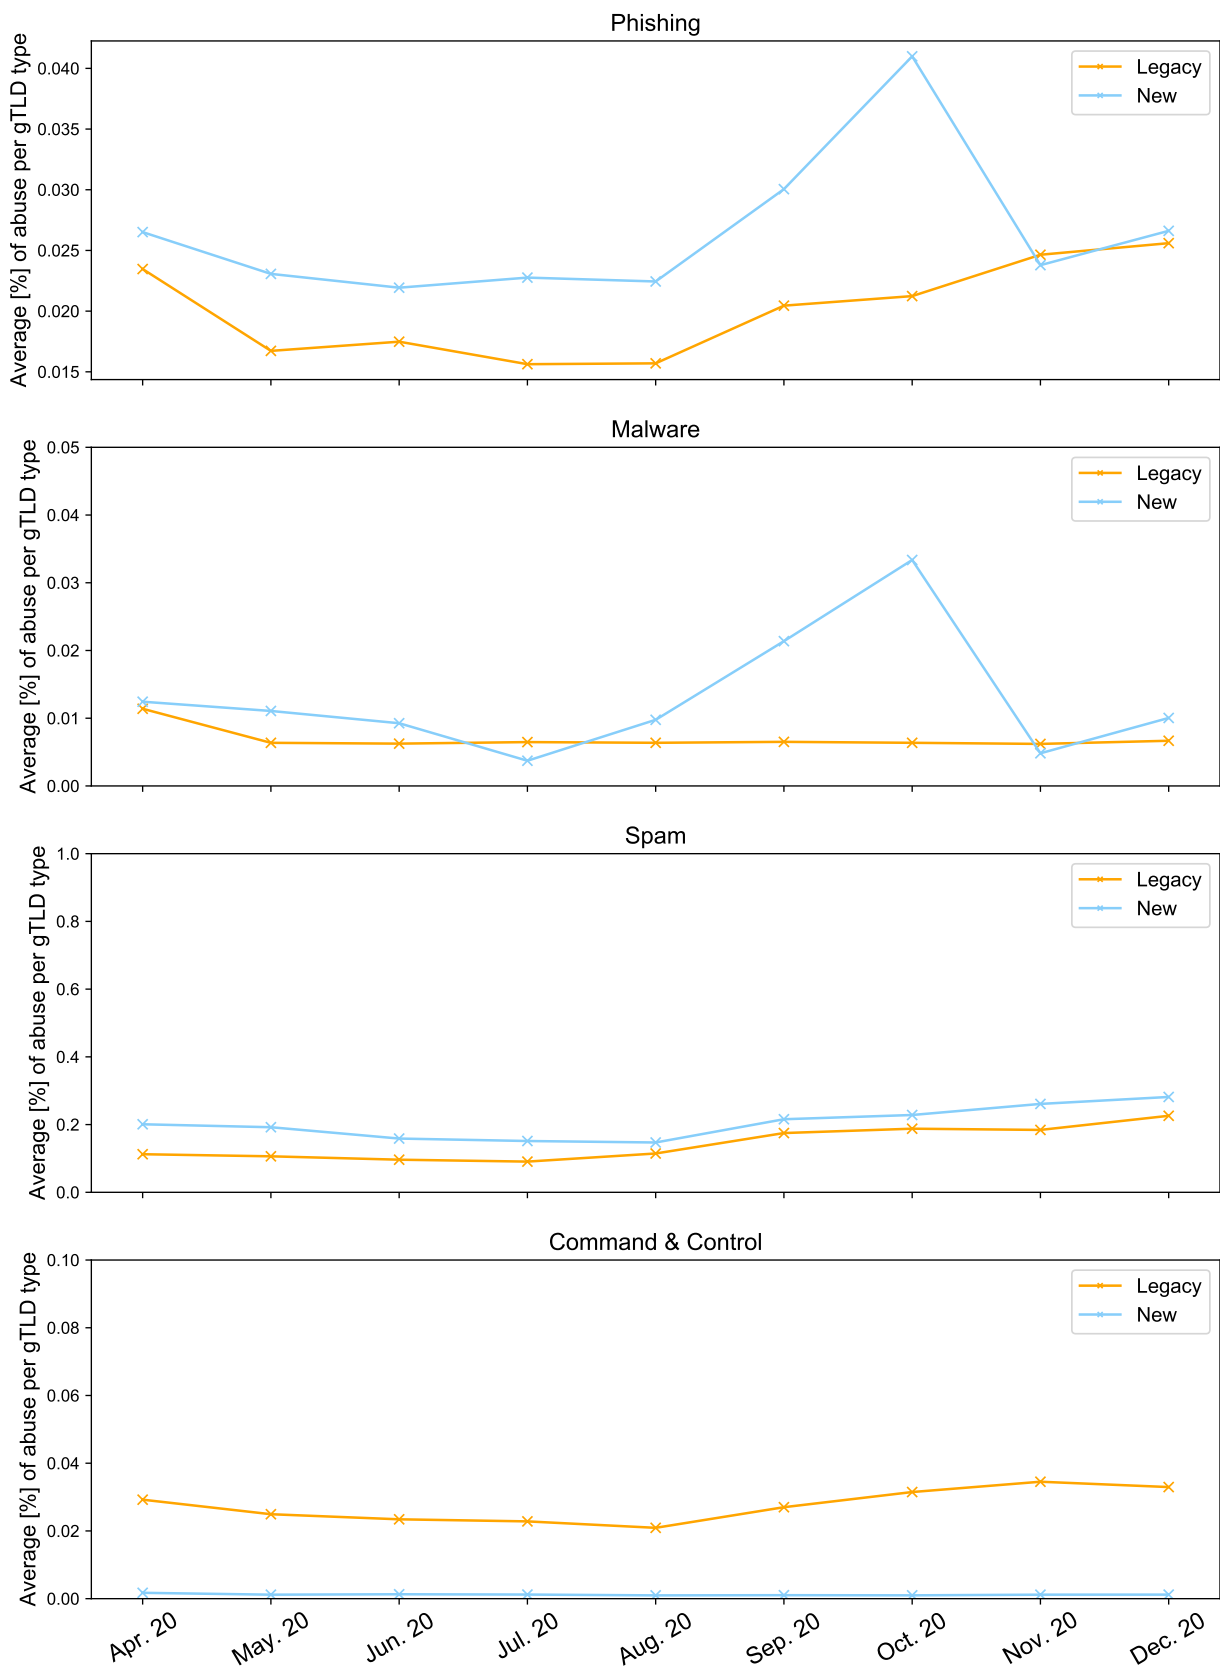 Phishing
Average [%] of abuse per gTLD type
0.040
0.035
0.030
0.025
0.020
0.015
Legacy
New
Malware
Average [%] of abuse per gTLD type
0.05
0.04
0.03
0.02
0.01
0.00
Legacy
New
Spam
Average [%] of abuse per gTLD type
1.0
0.8
0.6
0.4
0.2
0.0
Legacy
New
Command & Control
Average [%] of abuse per gTLD type
0.10
0.08
0.06
0.04
0.02
0.00
Legacy
New
Apr. 20
May. 20
Jun. 20
Jul. 20
Aug. 20
Sep. 20
Oct. 20
Nov. 20
Dec. 20